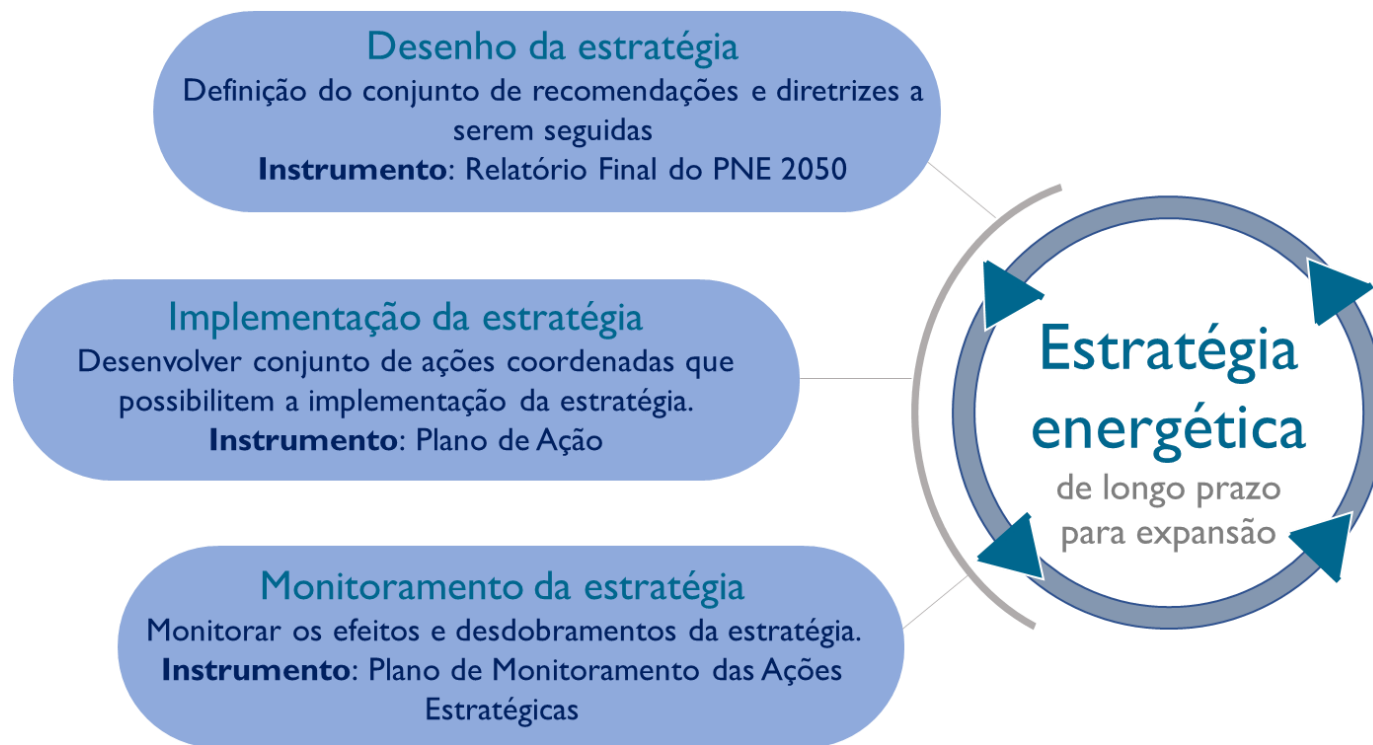 Desenho da estratégia
Definição do conjunto de recomendações e diretrizes a
serem seguidas
Instrumento: Relatório Final do PNE 2050
Implementação da estratégia
Desenvolver conjunto de ações coordenadas que
possibilitem a implementação da estratégia.
Instrumento: Plano de Ação
Monitoramento da estratégia
Monitorar os efeitos e desdobramentos da estratégia.
Instrumento: Plano de Monitoramento das Ações
Estratégicas
Estratégia
energética
de longo prazo
para expansão